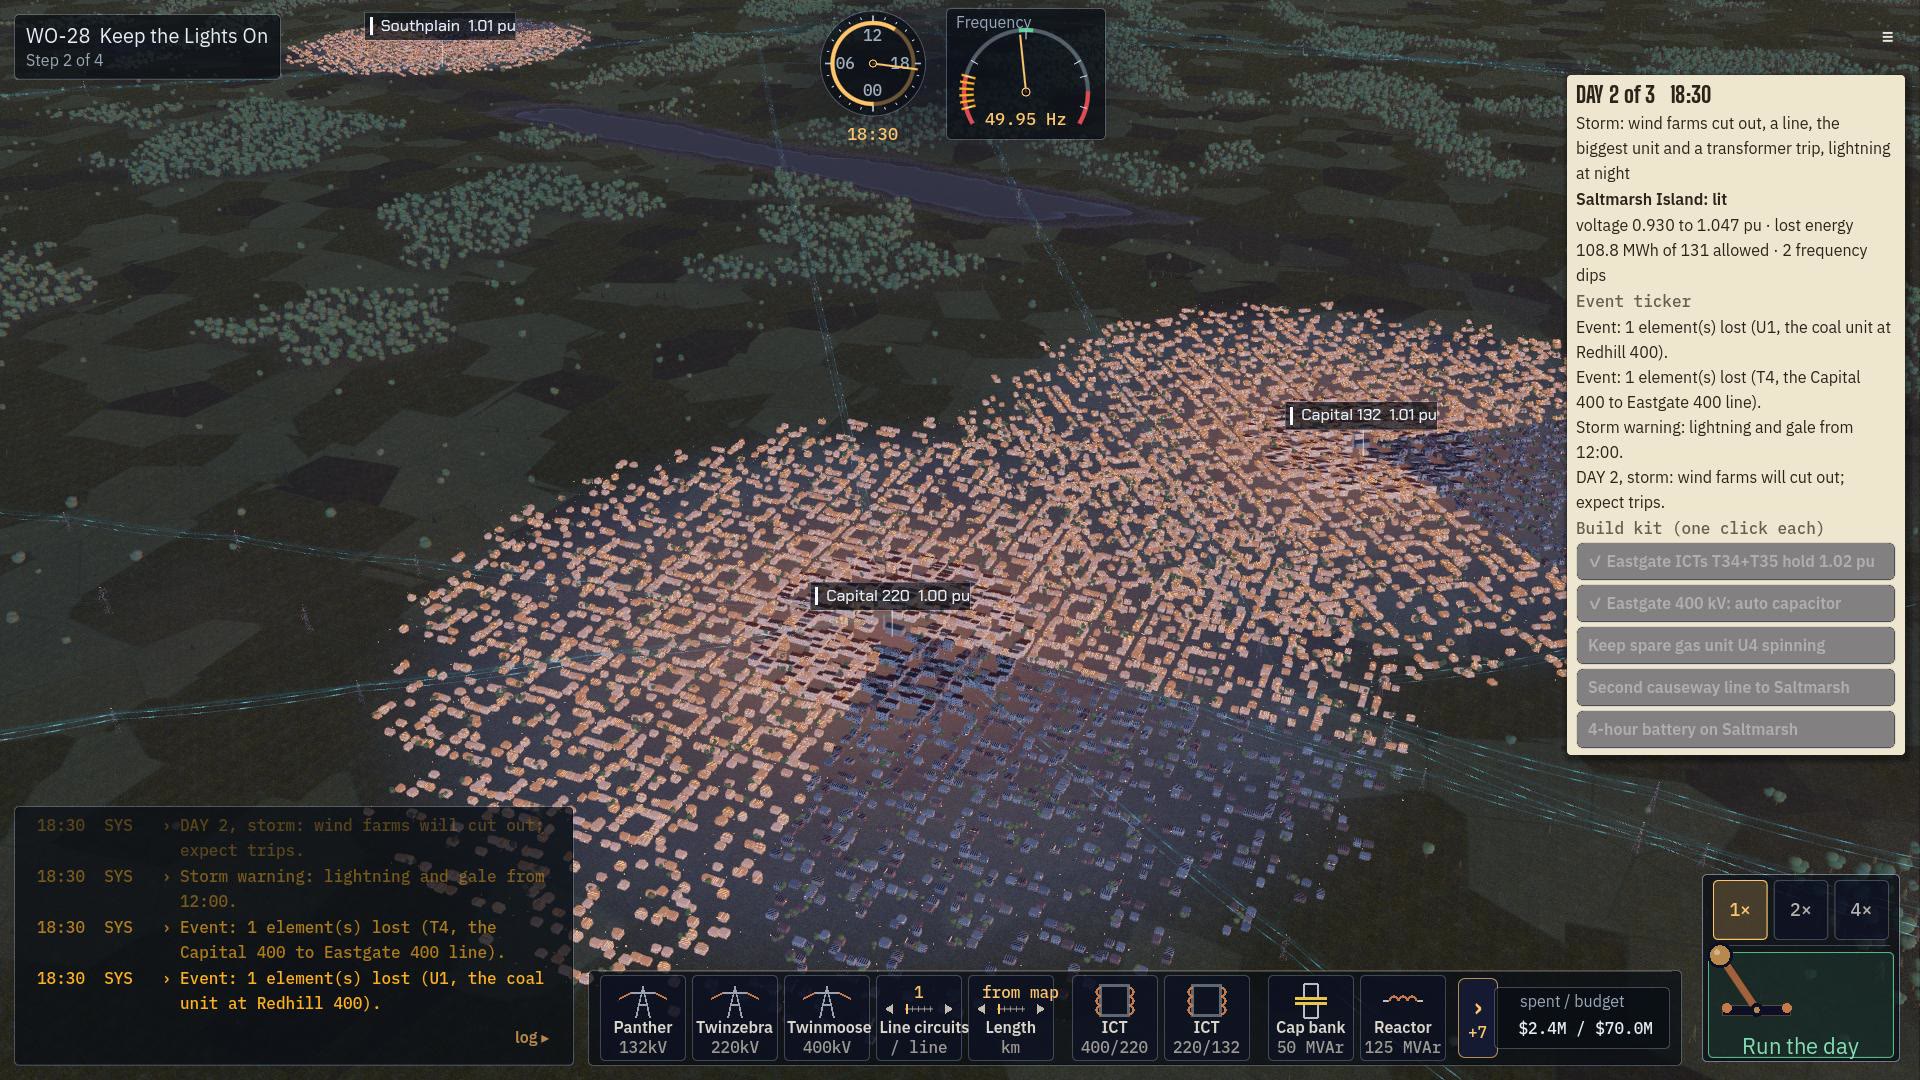 WO-28 Keep the Lights On
Step 2 of 4
Southplain 1.01 pu
12
06
18
00
18:30
Frequency
49.95 Hz
≡
DAY 2 of 3 18:30
Storm: wind farms cut out, a line, the
biggest unit and a transformer trip, lightning
at night
Saltmarsh Island: lit
voltage 0.930 to 1.047 pu · lost energy
108.8 MWh of 131 allowed · 2 frequency
dips
Event ticker
Event: 1 element(s) lost (U1, the coal unit at
Redhill 400).
Event: 1 element(s) lost (T4, the Capital
400 to Eastgate 400 line).
Storm warning: lightning and gale from
12:00.
DAY 2, storm: wind farms will cut out;
expect trips.
Build kit (one click each)
✓ Eastgate ICTs T34+T35 hold 1.02 pu
✓ Eastgate 400 kV: auto capacitor
Keep spare gas unit U4 spinning
Second causeway line to Saltmarsh
4-hour battery on Saltmarsh
Capital 132 1.01 pu
Capital 220 1.00 pu
18:30 SYS › DAY 2, storm: wind farms will cut out;
expect trips.
18:30 SYS › Storm warning: lightning and gale from
12:00.
18:30 SYS › Event: 1 element(s) lost (T4, the
Capital 400 to Eastgate 400 line).
18:30 SYS › Event: 1 element(s) lost (U1, the coal
unit at Redhill 400).
log ▸
Panther
132kV
Twinzebra
220kV
Twinmoose
400kV
1
Line circuits
/ line
from map
Length
km
ICT
400/220
ICT
220/132
Cap bank
50 MVAr
Reactor
125 MVAr
›
+7
spent / budget
$2.4M / $70.0M
1×
2×
4×
Run the day